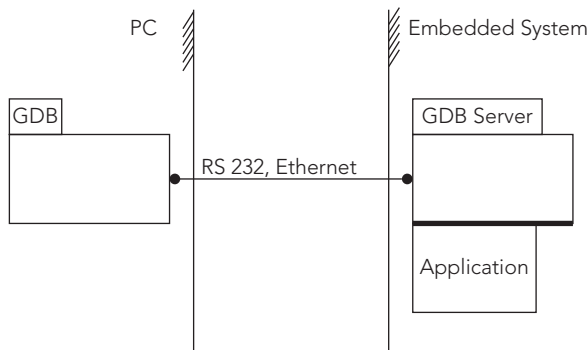 PC
Embedded System
GDB
GDB Server
RS 232, Ethernet
Application